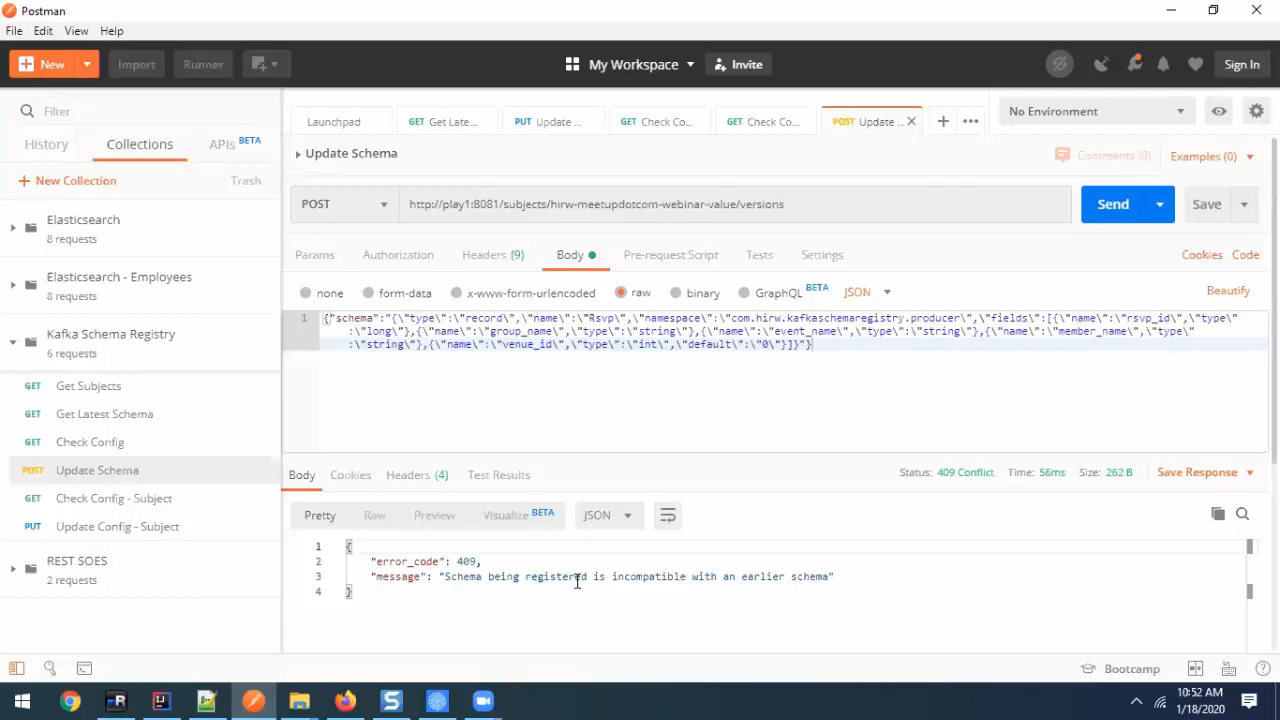 Postman
File Edit View Help
New Import Runner My Workspace Invite Sign In
Filter
History Collections APIs BETA
New Collection Trash
Elasticsearch
8 requests
Elasticsearch - Employees
8 requests
Kafka Schema Registry
6 requests
GET Get Subjects
GET Get Latest Schema
GET Check Config
POST Update Schema
GET Check Config - Subject
PUT Update Config - Subject
REST SOES
2 requests
Launchpad GET Get Late... PUT Update ... GET Check Co... GET Check Co... POST Update ... No Environment
Update Schema Comments (0) Examples (0)
POST http://play1:8081/subjects/hirw-meetupdotcom-webinar-value/versions Send Save
Params Authorization Headers (9) Body Pre-request Script Tests Settings Cookies Code
none form-data x-www-form-urlencoded raw binary GraphQL BETA JSON Beautify
1 {"schema":"{\"type\":\"record\",\"name\":\"Rsvp\",\"namespace\":\"com.hirw.kafkaschemaregistry.producer\",\"fields\":[{\"name\":\"rsvp_id\",\"type\"
:\"long\"},{\"name\":\"group_name\",\"type\":\"string\"},{\"name\":\"event_name\",\"type\":\"string\"},{\"name\":\"member_name\",\"type\"
:\"string\"},{\"name\":\"venue_id\",\"type\":\"int\",\"default\":\"0\"}]}"}
Body Cookies Headers (4) Test Results Status: 409 Conflict Time: 56ms Size: 262 B Save Response
Pretty Raw Preview Visualize BETA JSON
1 {
2 "error_code": 409,
3 "message": "Schema being registered is incompatible with an earlier schema"
4 }
Bootcamp
10:52 AM
1/18/2020